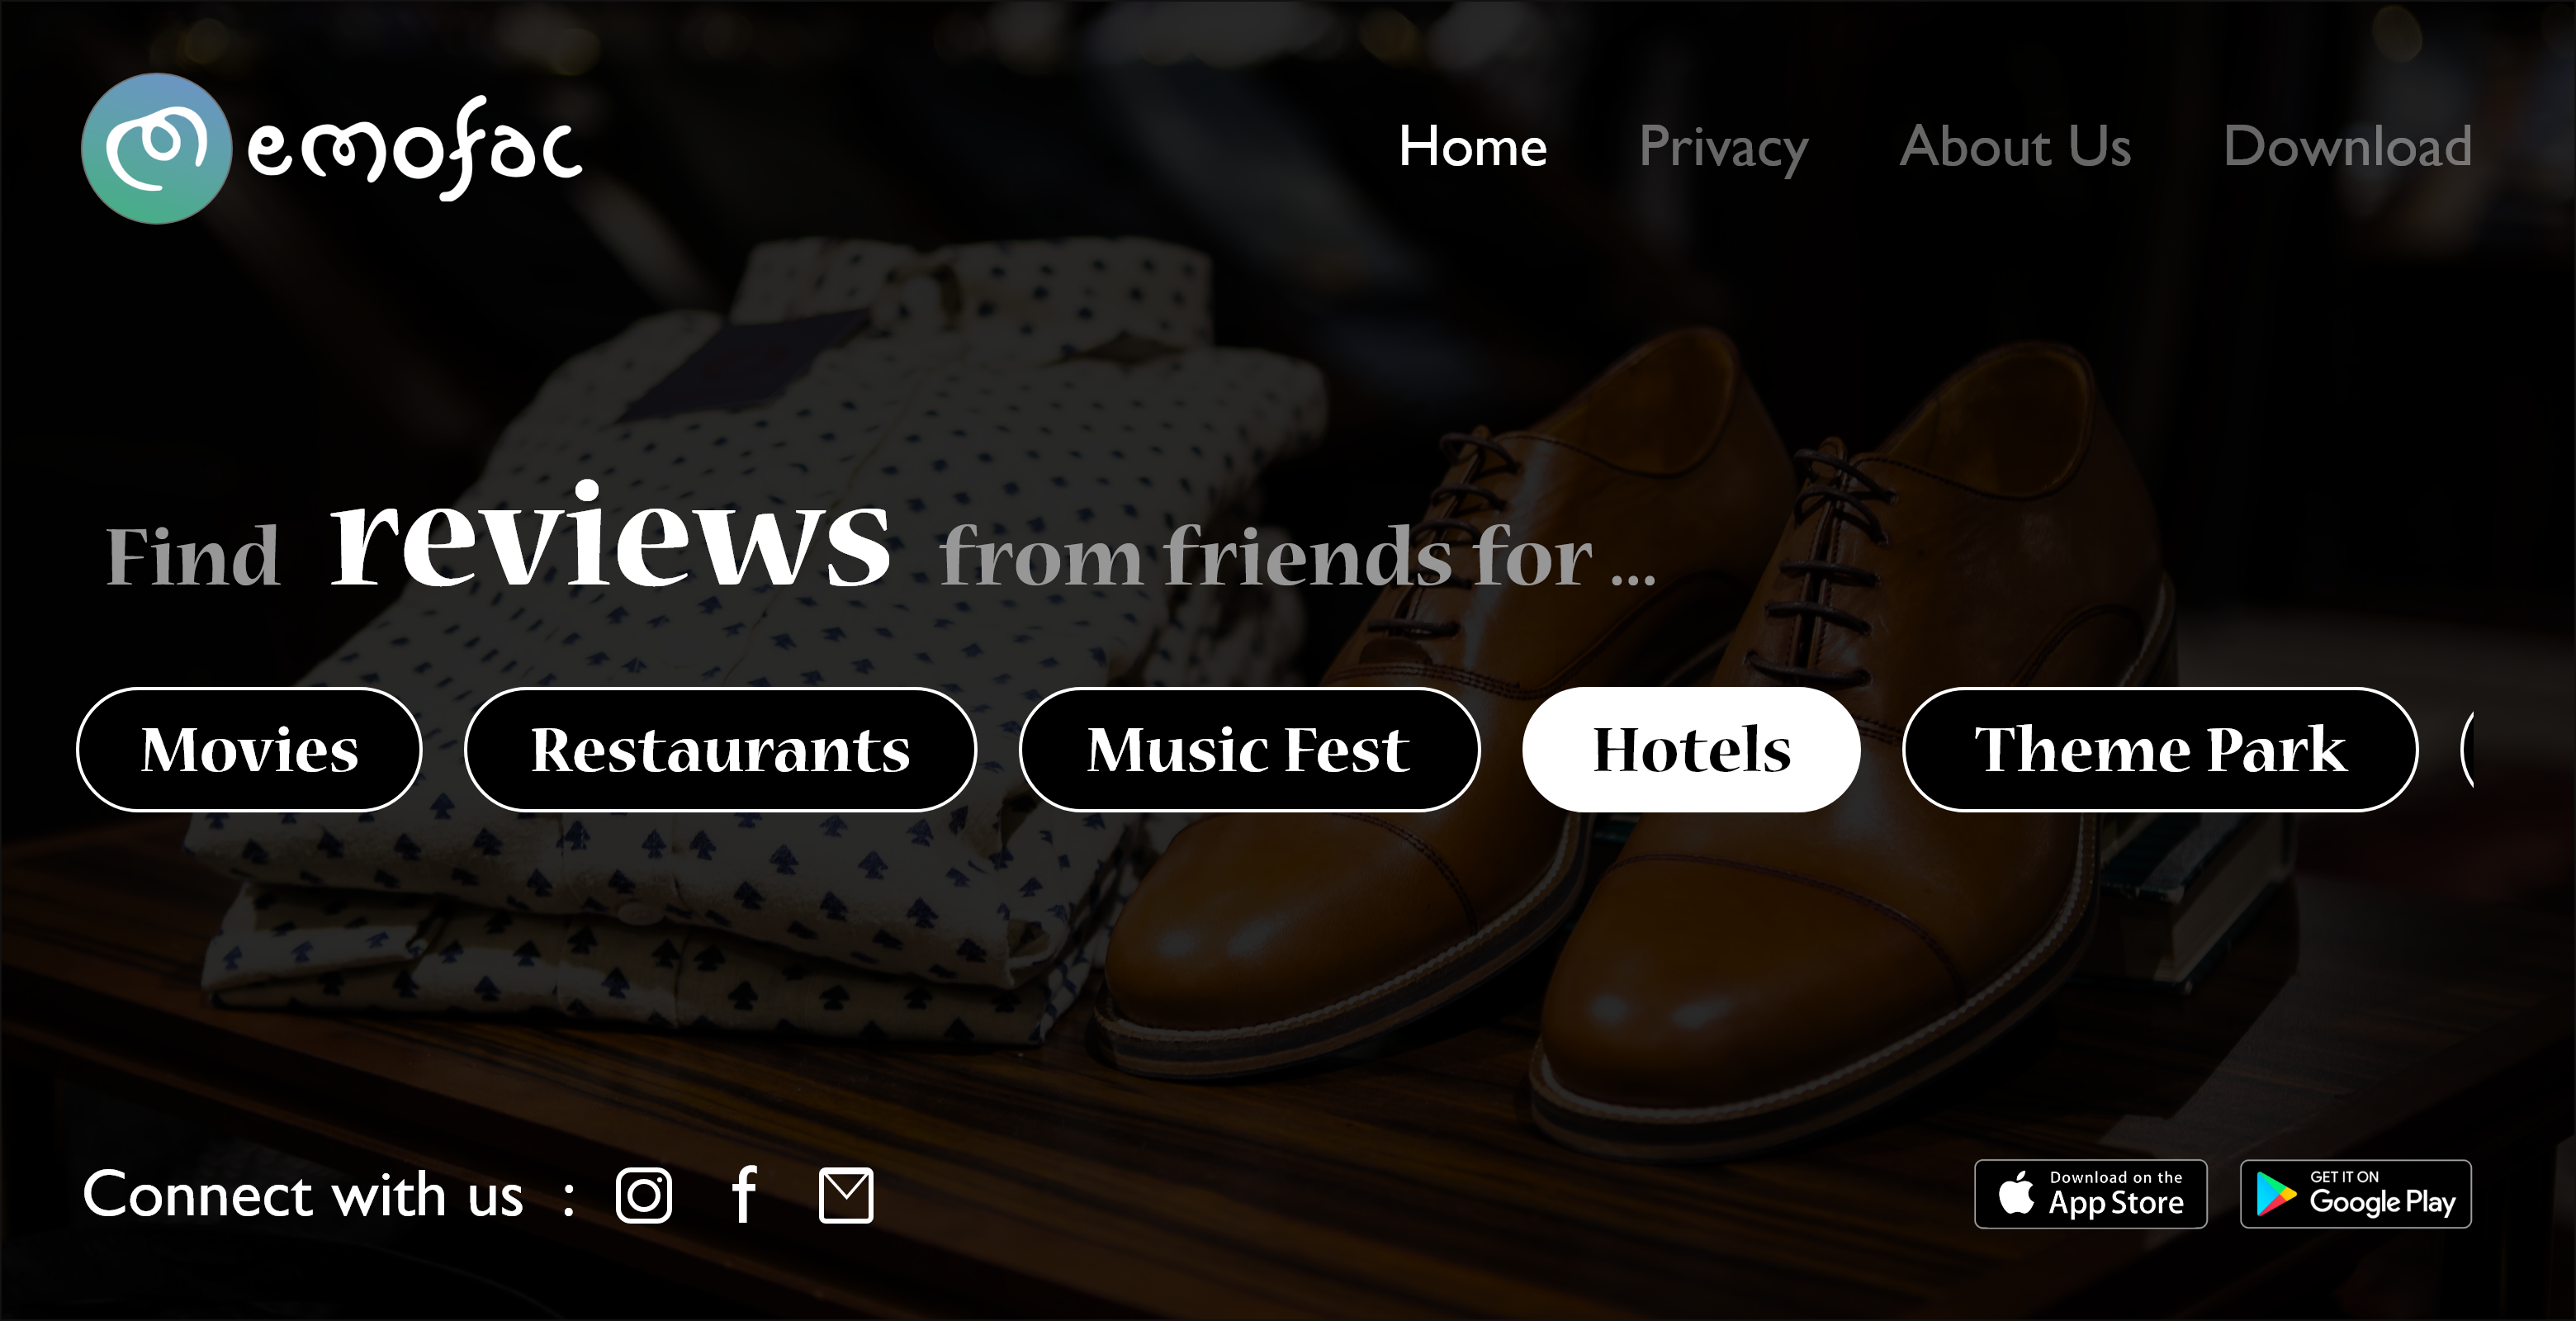 emofac
Home Privacy About Us Download
Find reviews from friends for ...
Movies Restaurants Music Fest Hotels Theme Park
Connect with us :
Download on the
App Store
GET IT ON
Google Play